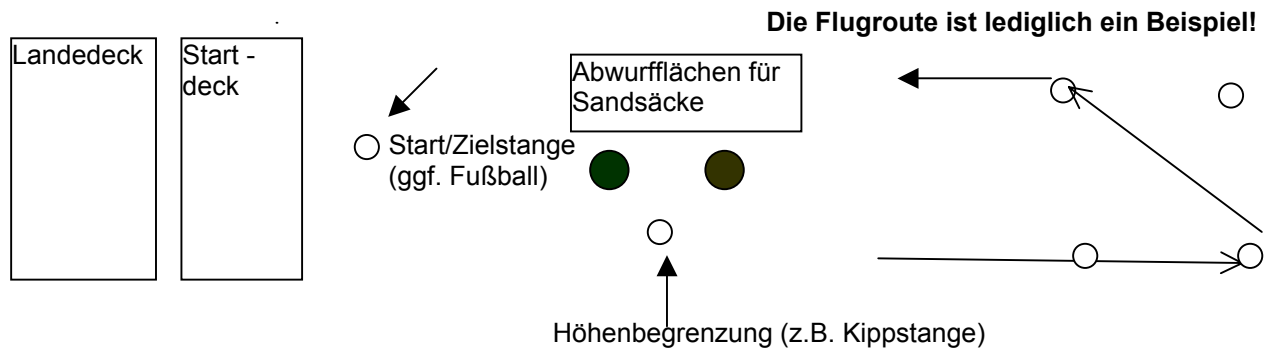 Die Flugroute ist lediglich ein Beispiel!
Landedeck
Start -
deck
Abwurfflächen für
Sandsäcke
Start/Zielstange
(ggf. Fußball)
Höhenbegrenzung (z.B. Kippstange)